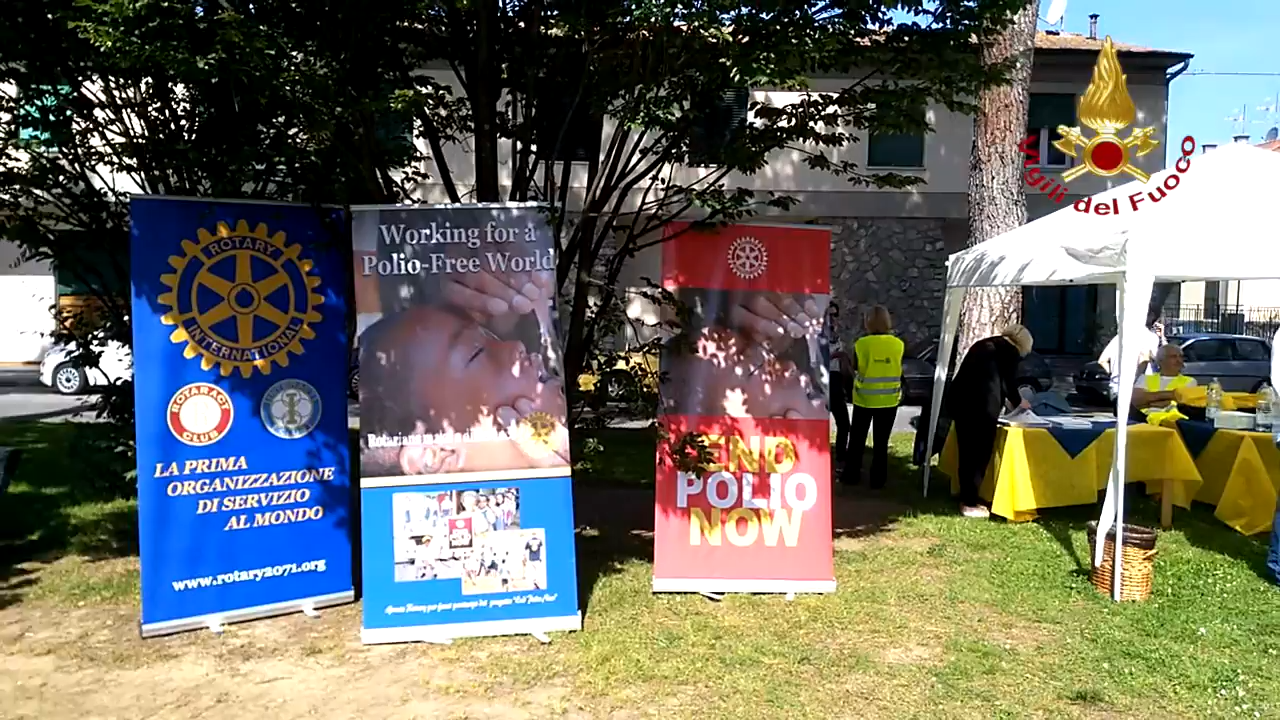 ROTARY
INTERNATIONAL
ROTARACT
CLUB
LA PRIMA
ORGANIZZAZIONE
DI SERVIZIO
AL MONDO
www.rotary2071.org
Working for a
Polio-Free World
END
POLIO
NOW
Vigili del Fuoco